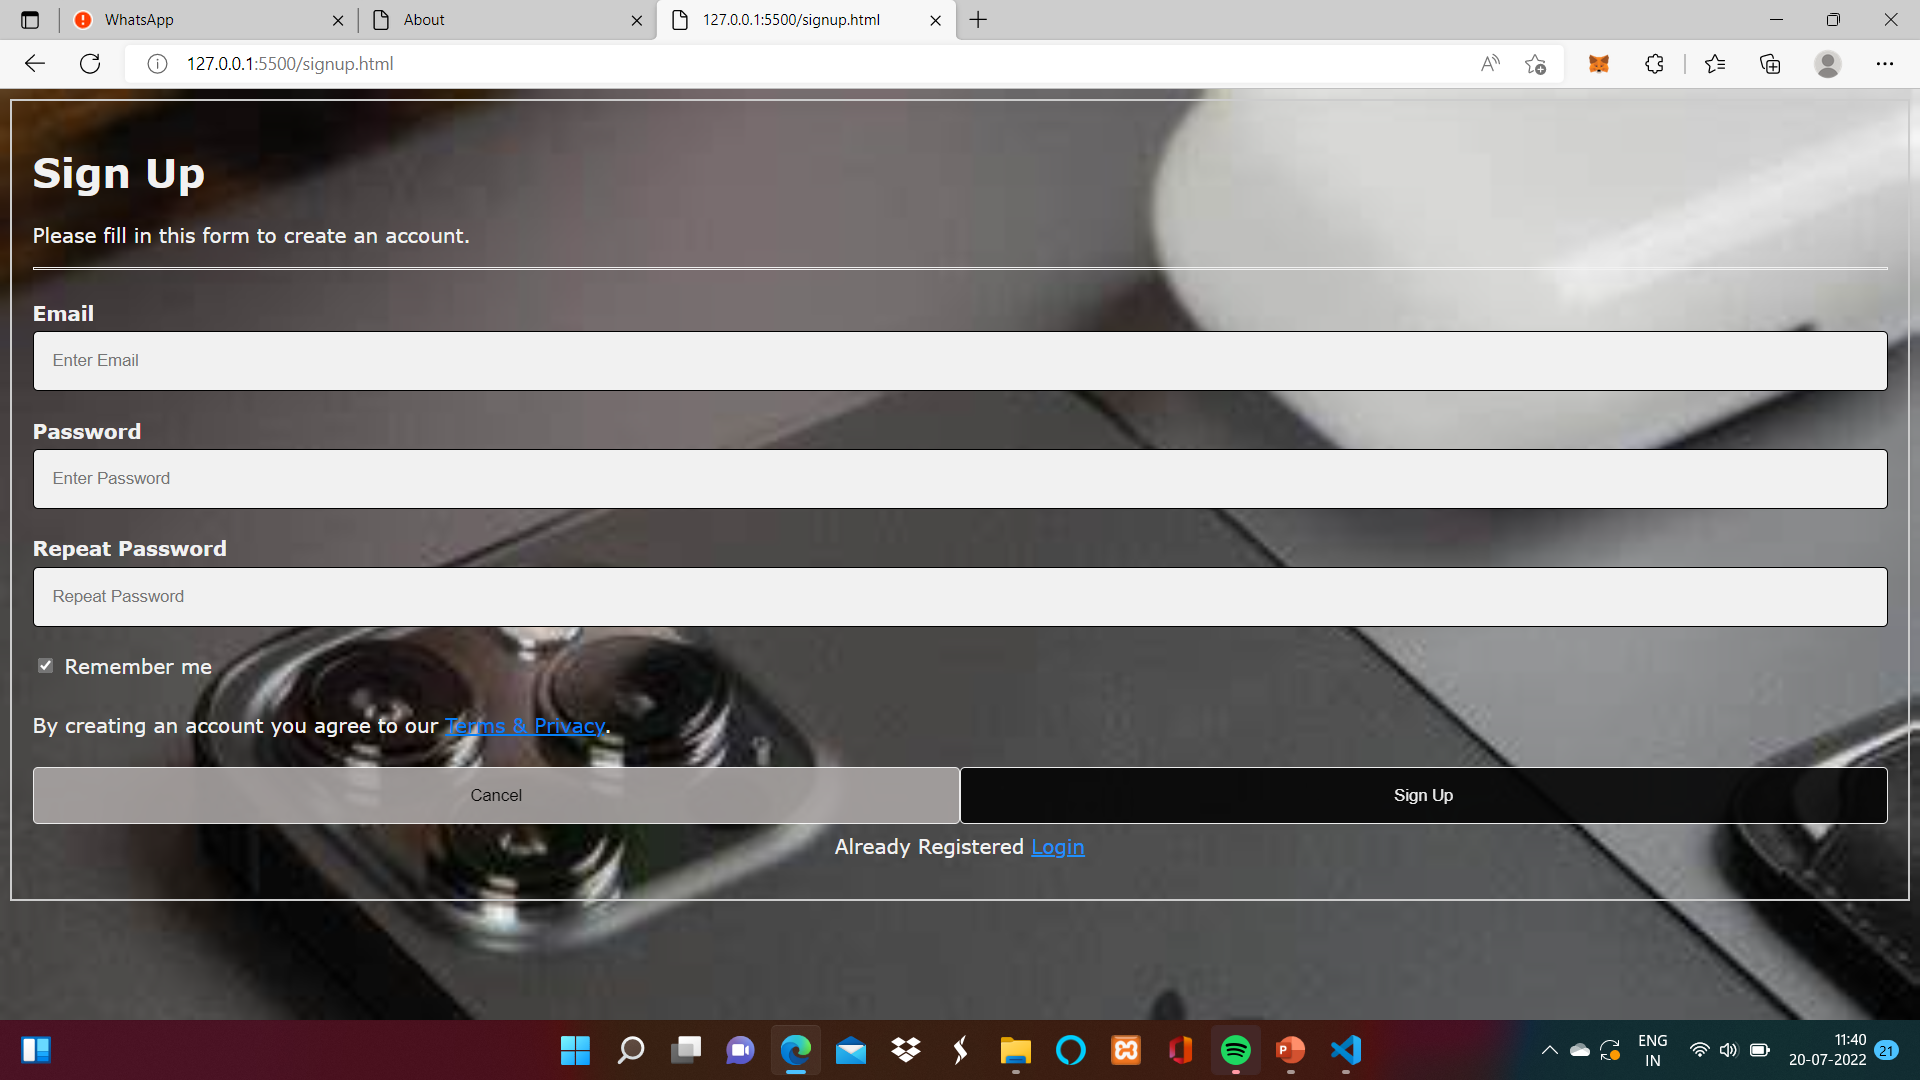 WhatsApp
About
127.0.0.1:5500/signup.html
127.0.0.1:5500/signup.html
Sign Up
Please fill in this form to create an account.
Email
Enter Email
Password
Enter Password
Repeat Password
Repeat Password
Remember me
By creating an account you agree to our Terms & Privacy.
Cancel
Sign Up
Already Registered Login
ENG
IN
11:40
20-07-2022
21